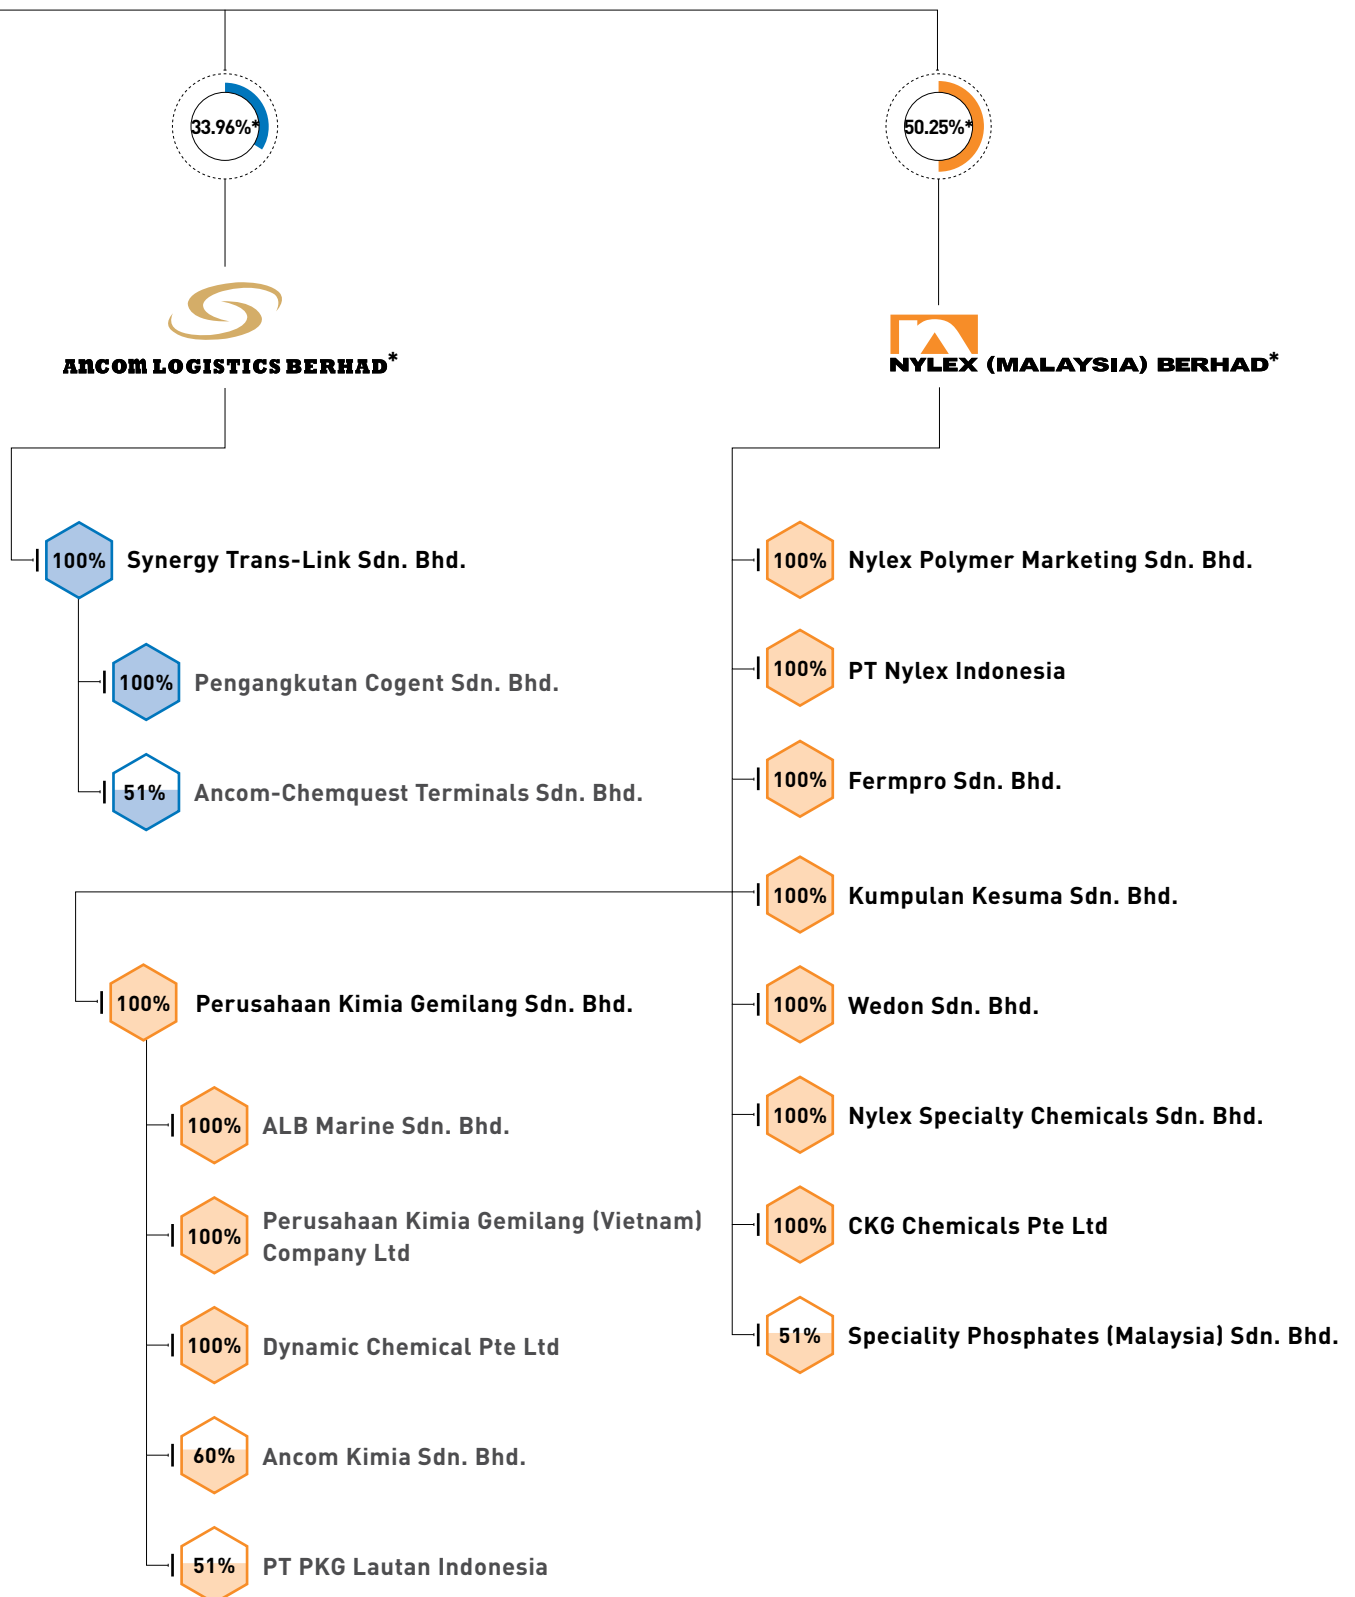 33.96%*
50.25%*
ANCOM LOGISTICS BERHAD*
NYLEX (MALAYSIA) BERHAD*
100% Synergy Trans-Link Sdn. Bhd.
100% Pengangkutan Cogent Sdn. Bhd.
51% Ancom-Chemquest Terminals Sdn. Bhd.
100% Nylex Polymer Marketing Sdn. Bhd.
100% PT Nylex Indonesia
100% Fermpro Sdn. Bhd.
100% Kumpulan Kesuma Sdn. Bhd.
100% Wedon Sdn. Bhd.
100% Nylex Specialty Chemicals Sdn. Bhd.
100% CKG Chemicals Pte Ltd
51% Speciality Phosphates (Malaysia) Sdn. Bhd.
100% Perusahaan Kimia Gemilang Sdn. Bhd.
100% ALB Marine Sdn. Bhd.
100% Perusahaan Kimia Gemilang (Vietnam)
Company Ltd
100% Dynamic Chemical Pte Ltd
60% Ancom Kimia Sdn. Bhd.
51% PT PKG Lautan Indonesia